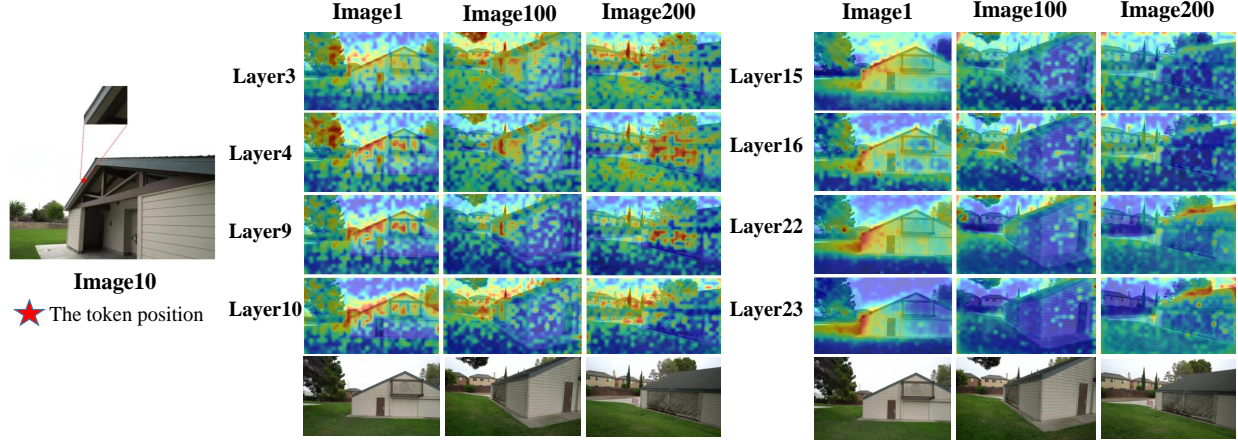 Image1 Image100 Image200 Image1 Image100 Image200
Layer3 Layer15
Layer4 Layer16
Layer9 Layer22
Image10
The token position
Layer10 Layer23